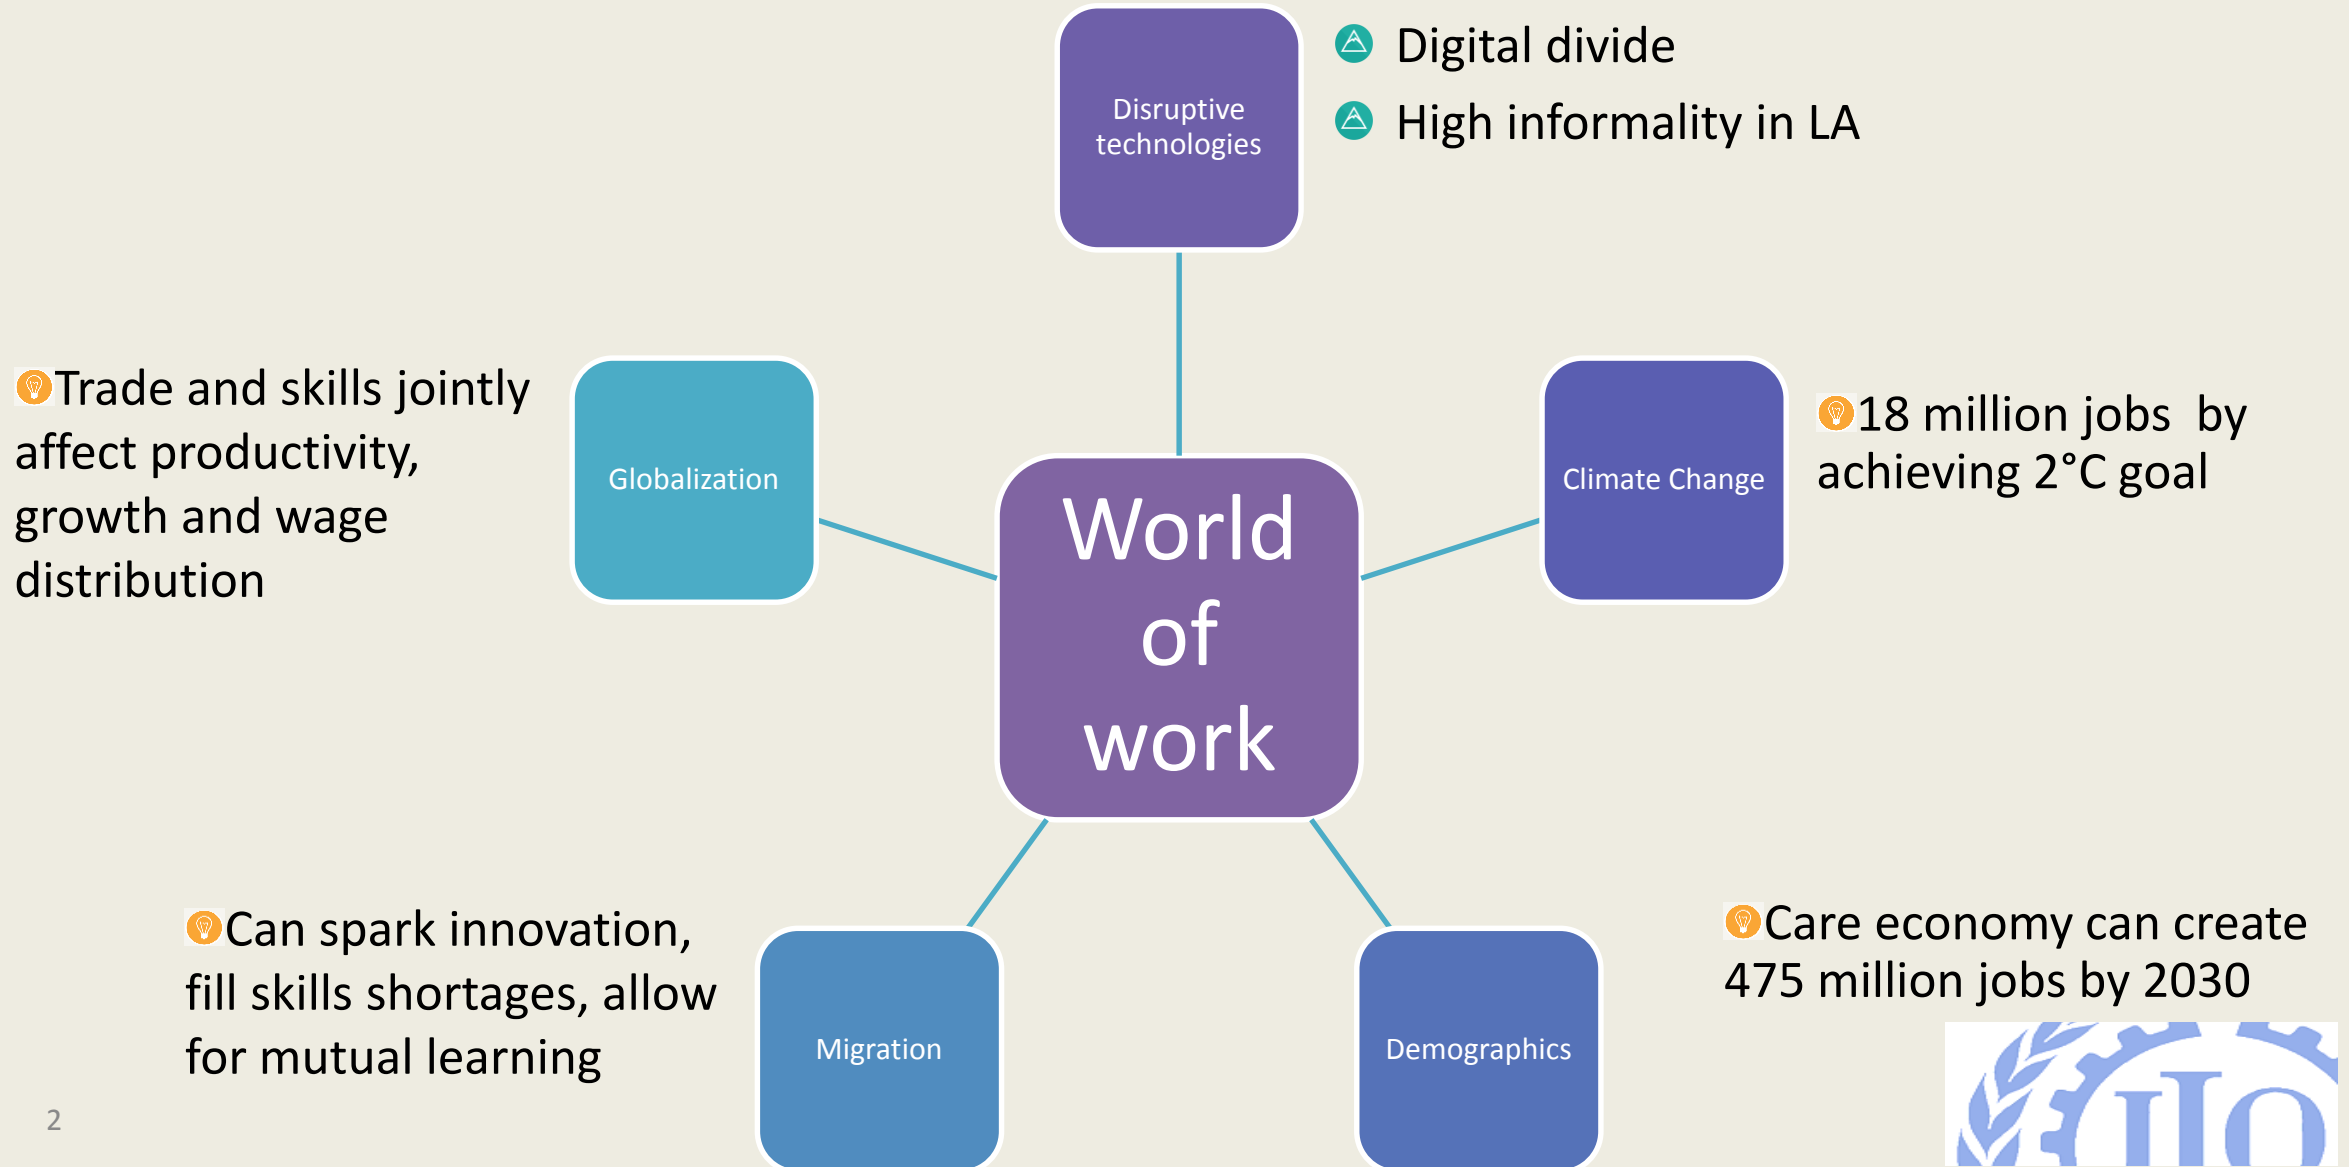 Disruptive
technologies
Digital divide
High informality in LA
Trade and skills jointly
affect productivity,
growth and wage
distribution
Globalization
World
of
work
Climate Change
18 million jobs  by
achieving 2°C goal
Can spark innovation,
fill skills shortages, allow
for mutual learning
Migration
Demographics
Care economy can create
475 million jobs by 2030
ILO
2